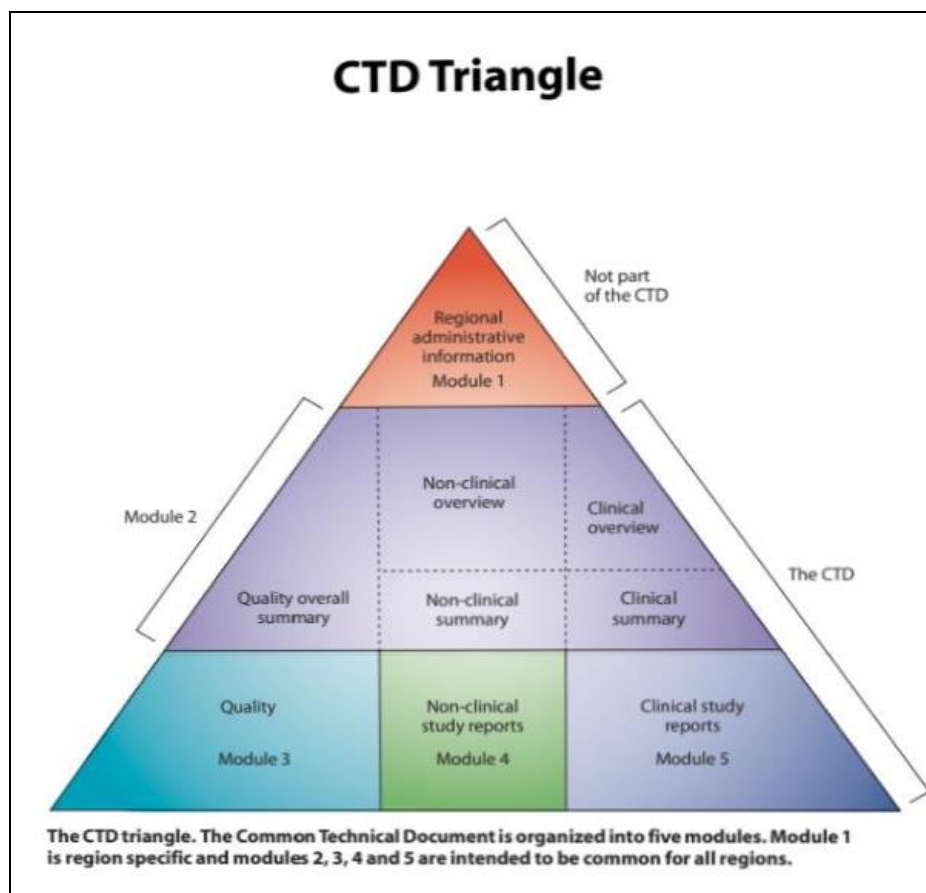 CTD Triangle
Not part
of the CTD
Regional
administrative
information
Module 1
Module 2
Non-clinical
overview
Clinical
overview
The CTD
Quality overall
summary
Non-clinical
summary
Clinical
summary
Quality
Module 3
Non-clinical
study reports
Module 4
Clinical study
reports
Module 5
The CTD triangle. The Common Technical Document is organized into five modules. Module 1
is region specific and modules 2, 3, 4 and 5 are intended to be common for all regions.